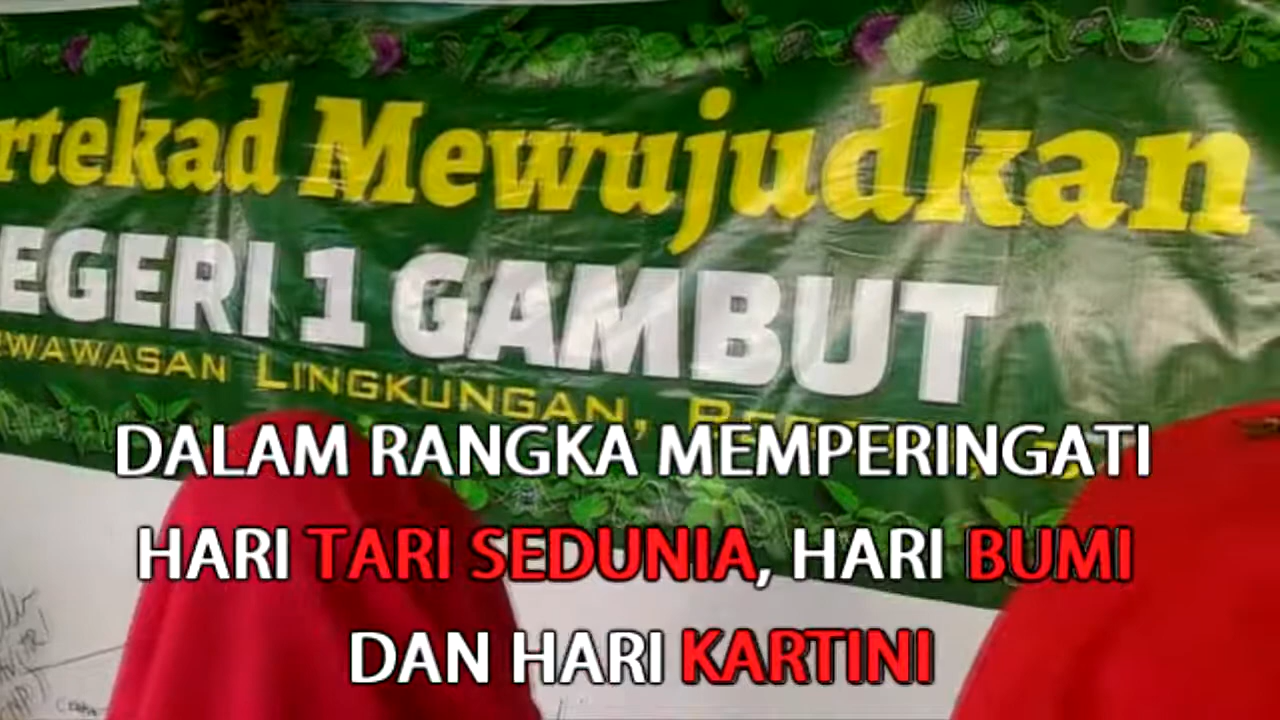 rtekad Mewujudkan
EGERI 1 GAMBUT
WAWASAN LINGKUNGAN,
DALAM RANGKA MEMPERINGATI
HARI TARI SEDUNIA, HARI BUMI
DAN HARI KARTINI